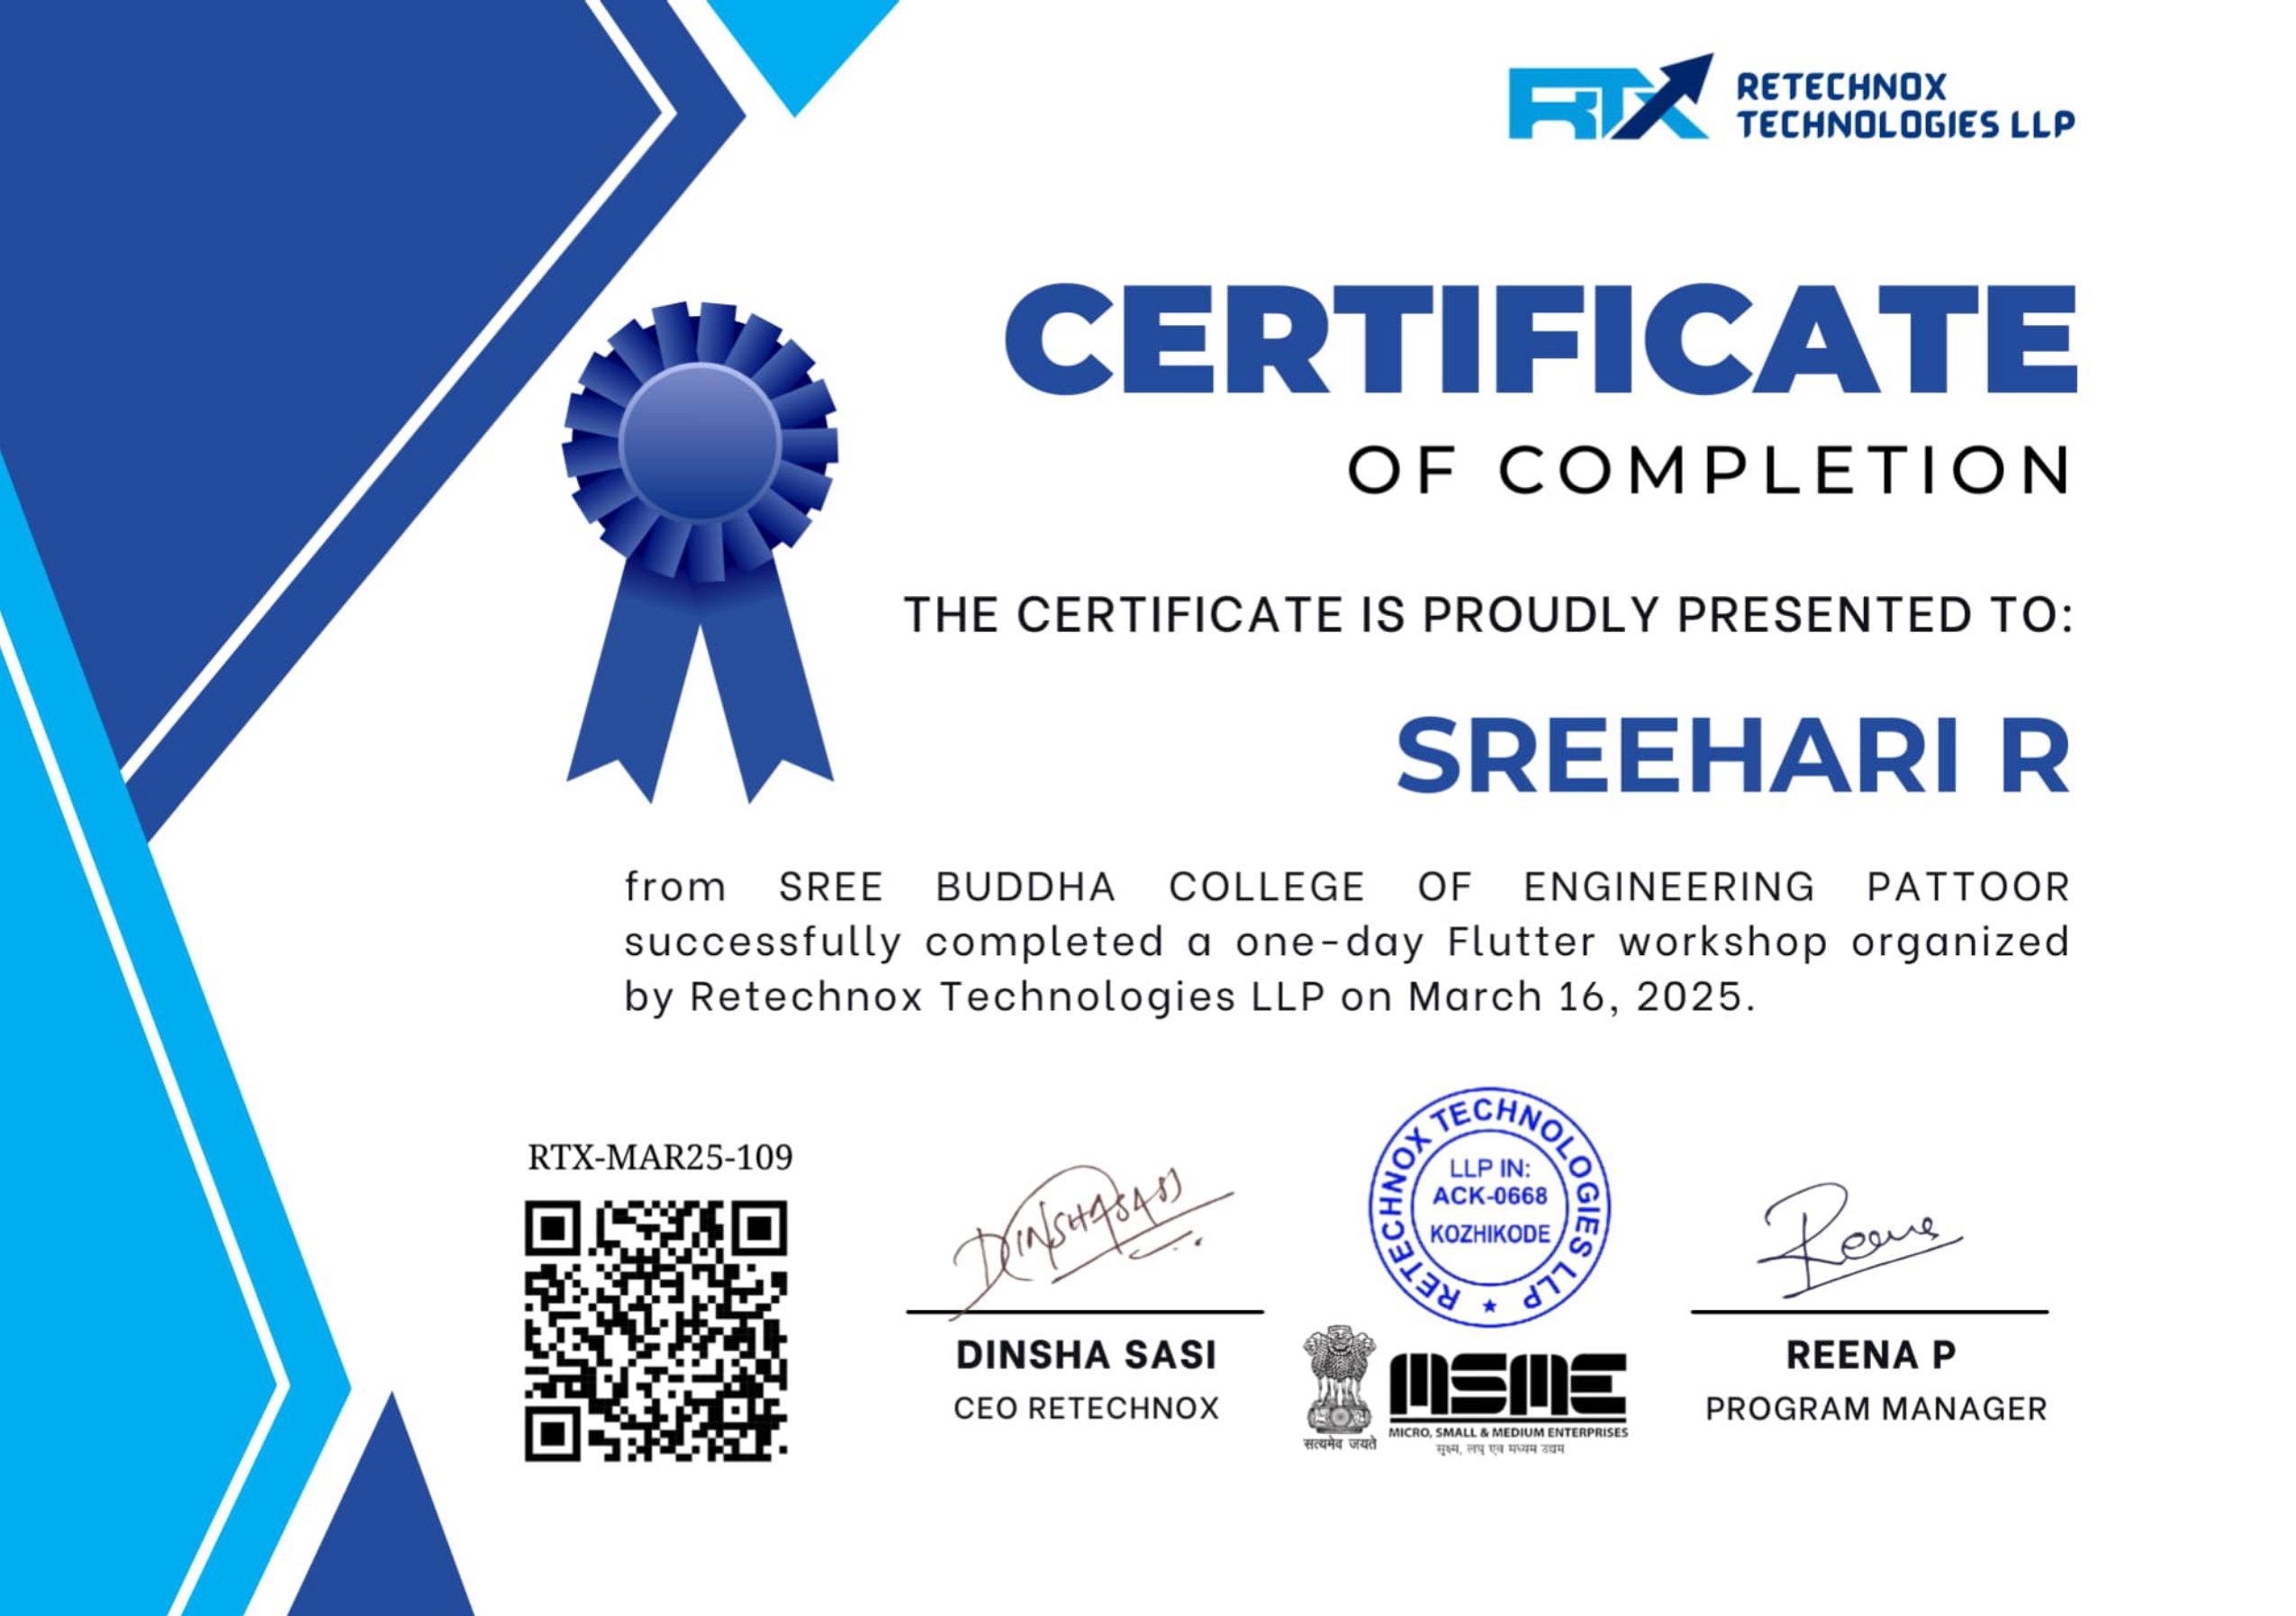 RTX
RETECHNOX
TECHNOLOGIES LLP
CERTIFICATE
OF COMPLETION
THE CERTIFICATE IS PROUDLY PRESENTED TO:
SREEHARI R
from SREE BUDDHA COLLEGE OF ENGINEERING PATTOOR
successfully completed a one-day Flutter workshop organized
by Retechnox Technologies LLP on March 16, 2025.
RTX-MAR25-109
DINSHA SASI
RETECHNOX TECHNOLOGIES LLP ★
LLP IN:
ACK-0668
KOZHIKODE
Reena
DINSHA SASI
CEO RETECHNOX
सत्यमेव जयते
MSME
MICRO, SMALL & MEDIUM ENTERPRISES
सूक्ष्म, लघु एवं मध्यम उद्यम
REENA P
PROGRAM MANAGER